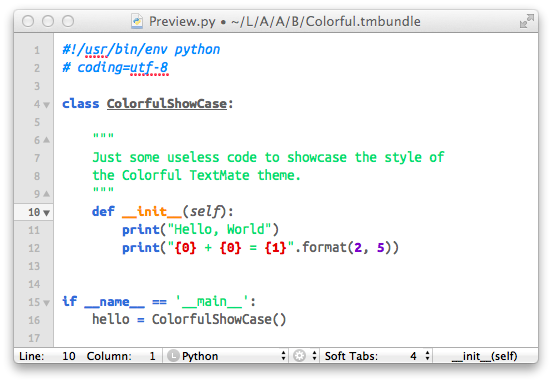 Preview.py • ~/L/A/A/B/Colorful.tmbundle
1 #!/usr/bin/env python
2 # coding=utf-8
3
4 class ColorfulShowCase:
5
6     """
7     Just some useless code to showcase the style of
8     the Colorful TextMate theme.
9     """
10     def __init__(self):
11         print("Hello, World")
12         print("{0} + {0} = {1}".format(2, 5))
13
14
15 if __name__ == '__main__':
16     hello = ColorfulShowCase()
17
Line: 10 Column: 1 L Python Soft Tabs: 4 __init__(self)